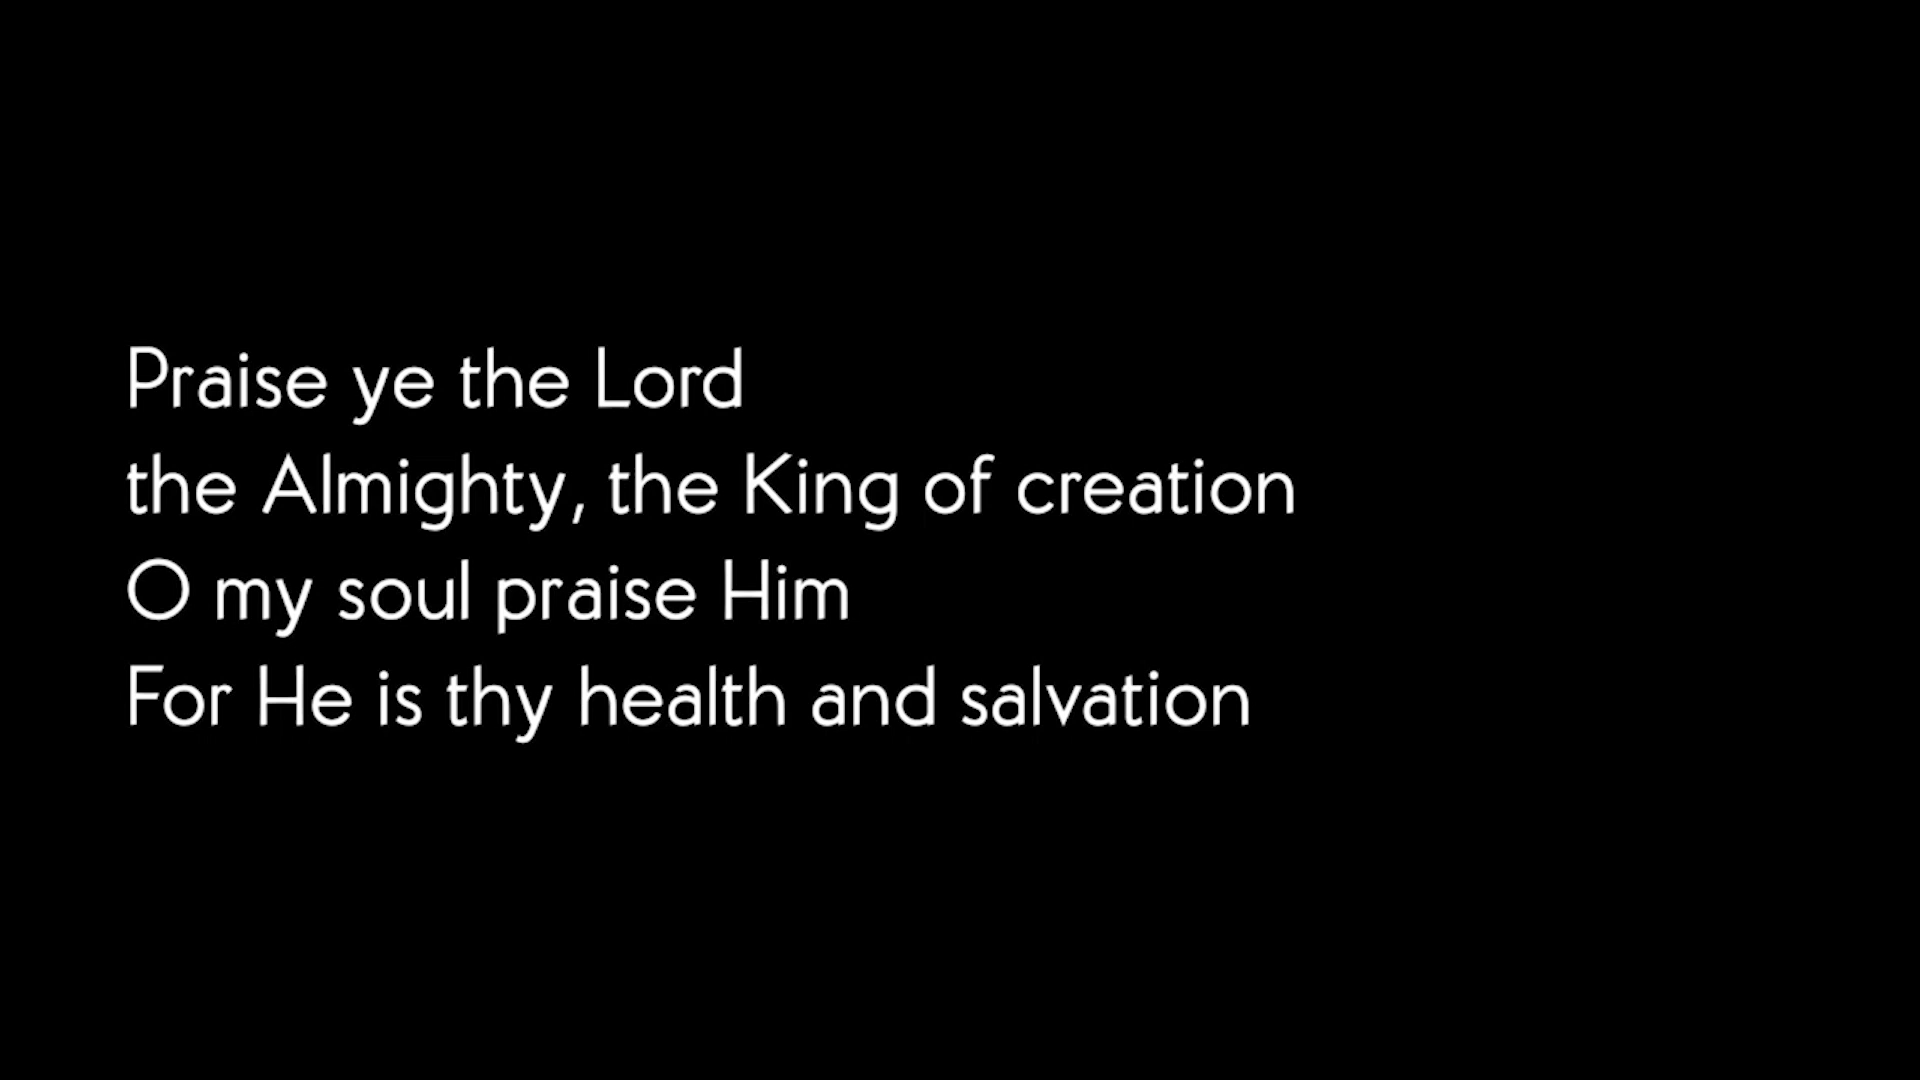 Praise ye the Lord
the Almighty, the King of creation
O my soul praise Him
For He is thy health and salvation